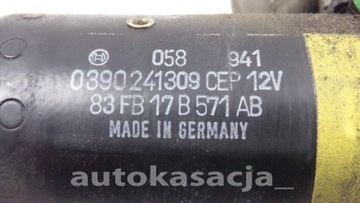 058 941
0390241309 CEP 12V
83 FB 17 B 571 AB
MADE IN GERMANY
autokasacja_